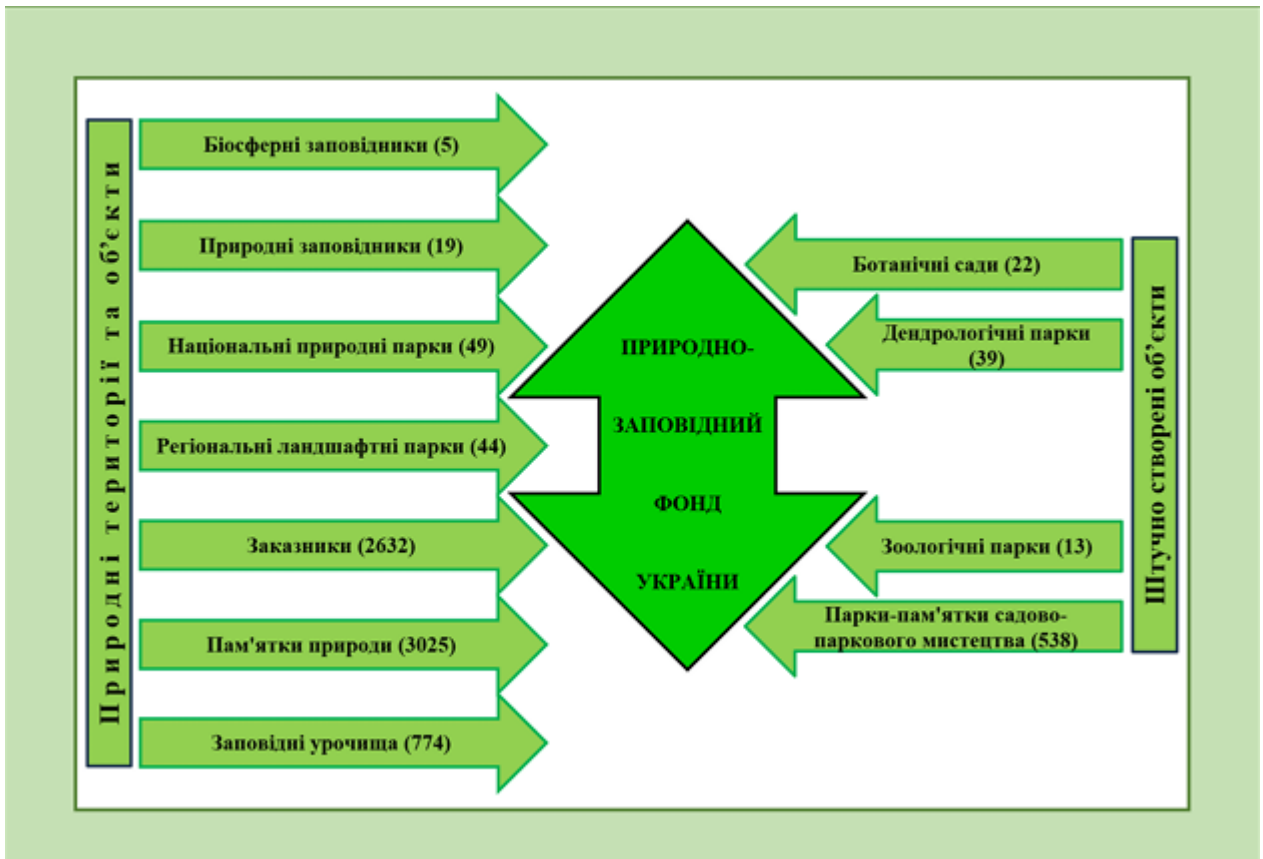 Природні території та об'єкти
Біосферні заповідники (5)
Природні заповідники (19)
Національні природні парки (49)
Регіональні ландшафтні парки (44)
Заказники (2632)
Пам'ятки природи (3025)
Заповідні урочища (774)
ПРИРОДНО-
ЗАПОВІДНИЙ
ФОНД
УКРАЇНИ
Ботанічні сади (22)
Дендрологічні парки
(39)
Зоологічні парки (13)
Парки-пам'ятки садово-
паркового мистецтва (538)
Штучно створені об'єкти